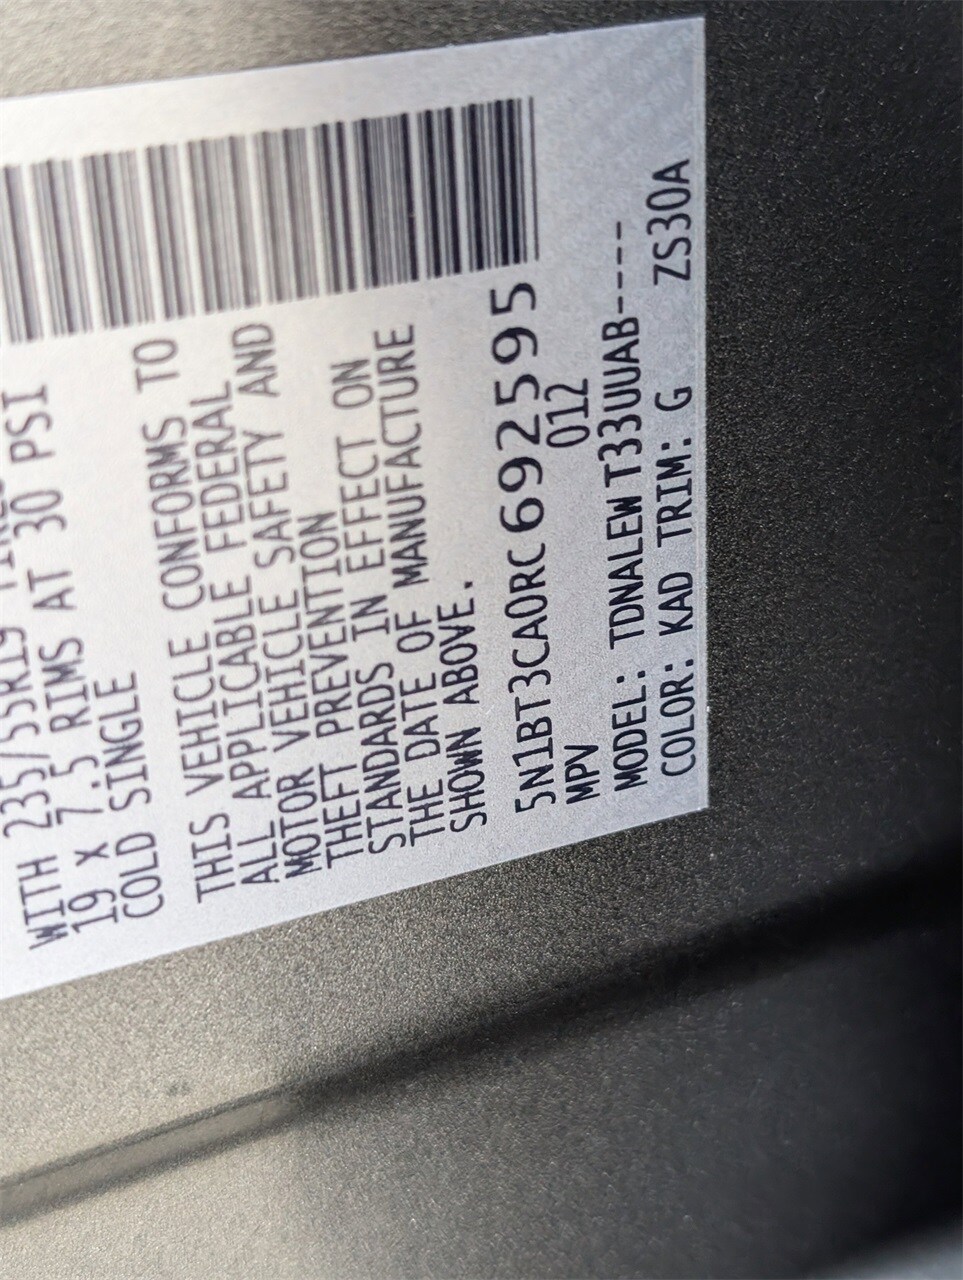 WITH 235/55R19
19 X 7.5 RIMS AT 30 PSI
COLD SINGLE
THIS VEHICLE CONFORMS TO
ALL APPLICABLE FEDERAL
MOTOR VEHICLE SAFETY AND
THEFT PREVENTION
STANDARDS IN EFFECT ON
THE DATE OF MANUFACTURE
SHOWN ABOVE.
5N1BT3CA0RC692595
MPV 012
MODEL: TDNALEW T33UUAB----
COLOR: KAD TRIM: G ZS30A